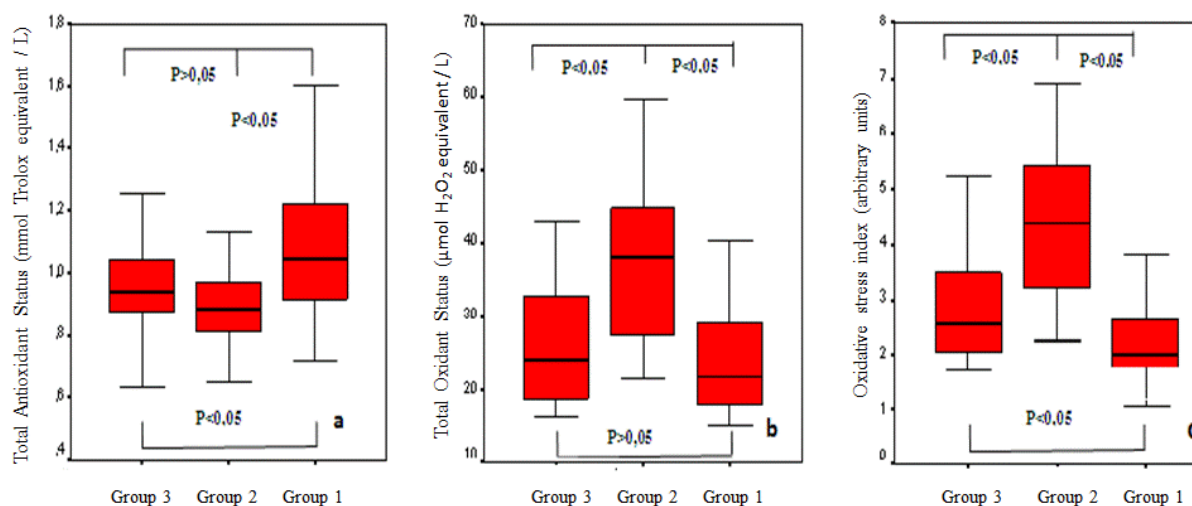 Total Antioxidant Status (mmol Trolox equivalent / L)
1,8
1,6
1,4
1,2
1,0
,8
,6
,4
P>0,05
P<0.05
P<0.05
a
Group 3 Group 2 Group 1
Total Oxidant Status (µmol H₂O₂ equivalent / L)
70
60
50
40
30
20
10
P<0.05 P<0.05
P>0,05
b
Group 3 Group 2 Group 1
Oxidative stress index (arbitrary units)
8
7
6
5
4
3
2
1
0
P<0.05 P<0.05
P<0.05
Group 3 Group 2 Group 1